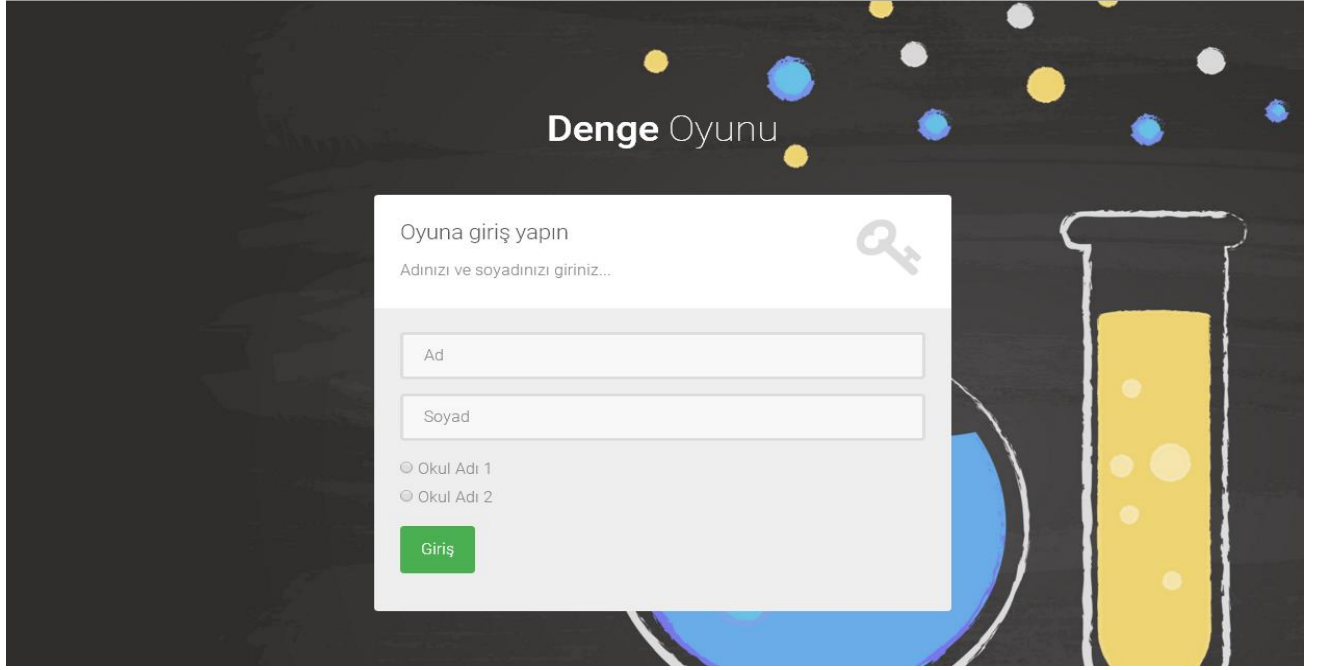 Denge Oyunu
Oyuna giriş yapın
Adınızı ve soyadınızı giriniz...
Ad
Soyad
Okul Adı 1
Okul Adı 2
Giriş